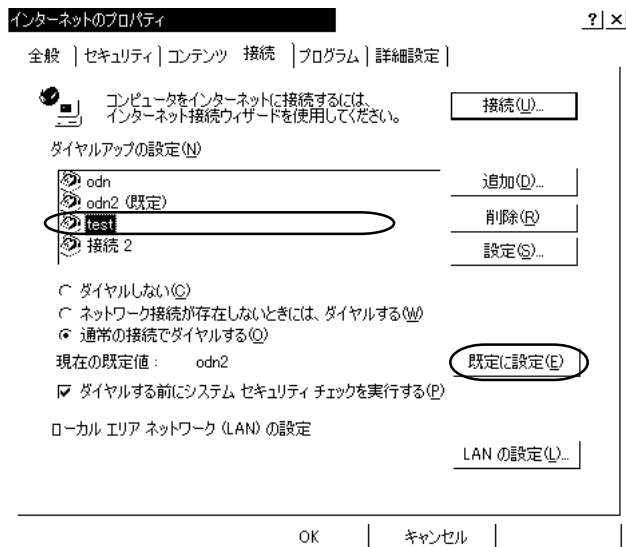 インターネットのプロパティ ? ×
全般 セキュリティ コンテンツ 接続 プログラム 詳細設定
コンピュータをインターネットに接続するには、
インターネット接続ウィザードを使用してください。
接続(U)...
ダイヤルアップの設定(N)
odn
odn2 (既定)
test
接続 2
追加(D)...
削除(R)
設定(S)...
ダイヤルしない(C)
ネットワーク接続が存在しないときには、ダイヤルする(W)
通常の接続でダイヤルする(O)
現在の既定値 : odn2
既定に設定(E)
ダイヤルする前にシステム セキュリティ チェックを実行する(P)
ローカル エリア ネットワーク (LAN) の設定
LAN の設定(L)...
OK キャンセル